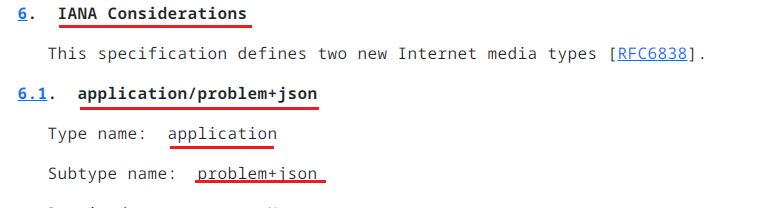 6. IANA Considerations
This specification defines two new Internet media types [RFC6838].
6.1. application/problem+json
Type name: application
Subtype name: problem+json